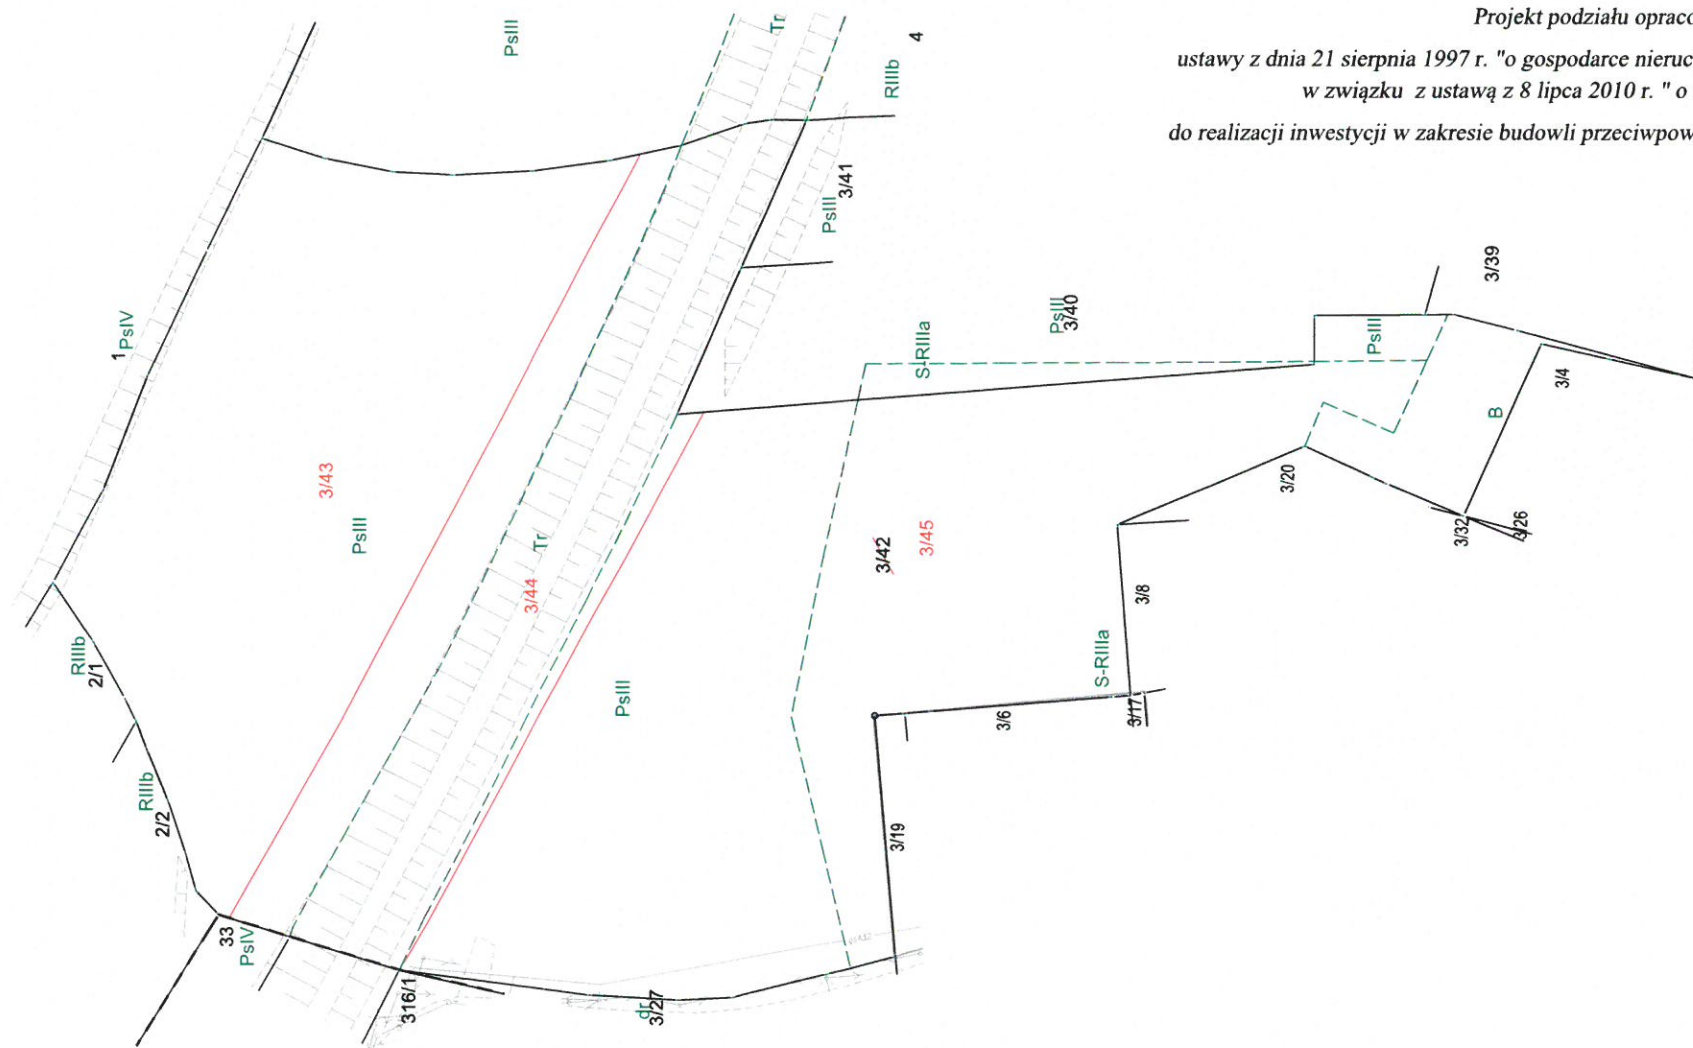 Projekt podziału opraco
ustawy z dnia 21 sierpnia 1997 r. "o gospodarce nieruc
w związku z ustawą z 8 lipca 2010 r. " o
do realizacji inwestycji w zakresie budowli przeciwpow
PsIII
Tr
4
RIIIb
3/41
PsIII
1
PsIV
3/39
PsIII
3/40
S-RIIIa
PsIII
3/4
B
3/43
PsIII
3/20
3/32
3/26
Tr
3/44
3/42
3/45
3/8
RIIIb
2/1
S-RIIIa
PsIII
3/6
3/17
RIIIb
2/2
3/19
33
PsIV
316/1
dr
3/27